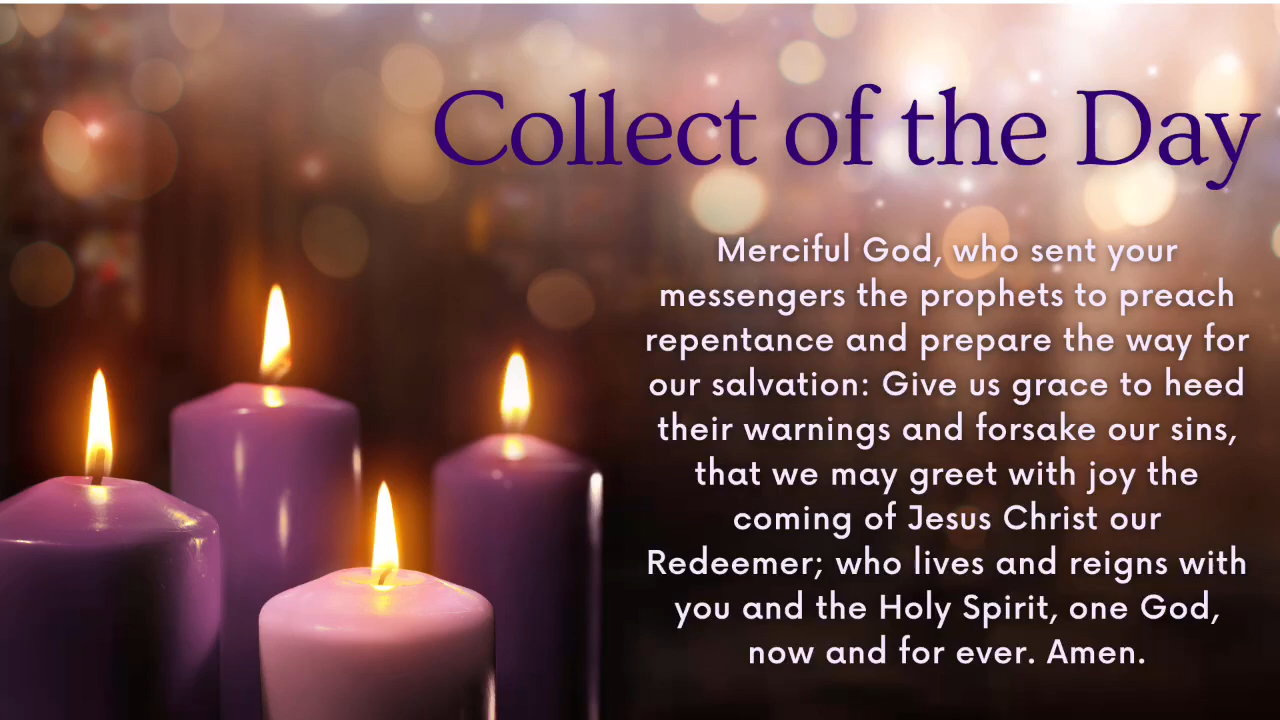 Collect of the Day
Merciful God, who sent your
messengers the prophets to preach
repentance and prepare the way for
our salvation: Give us grace to heed
their warnings and forsake our sins,
that we may greet with joy the
coming of Jesus Christ our
Redeemer; who lives and reigns with
you and the Holy Spirit, one God,
now and for ever. Amen.